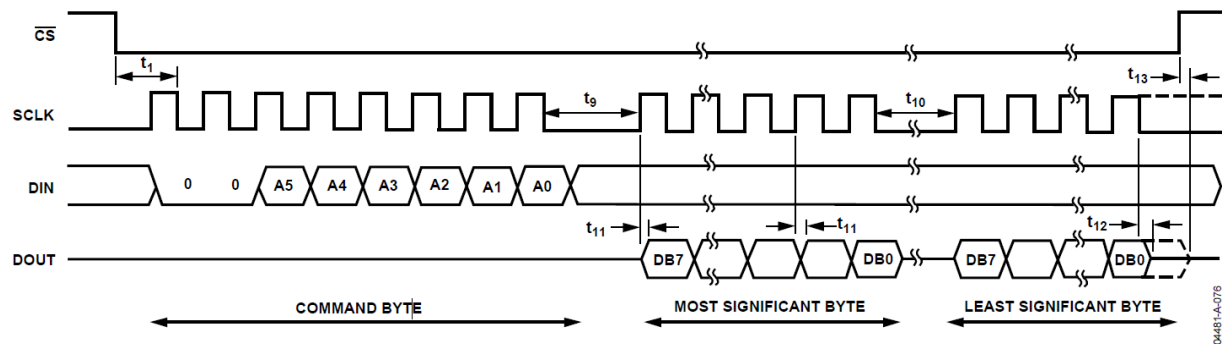 CS
t1
t13
SCLK
t9
t10
DIN
0 0 A5 A4 A3 A2 A1 A0
t11
t11
t12
DOUT
DB7
DB0
DB7
DB0
COMMAND BYTE
MOST SIGNIFICANT BYTE
LEAST SIGNIFICANT BYTE
04481-A-076